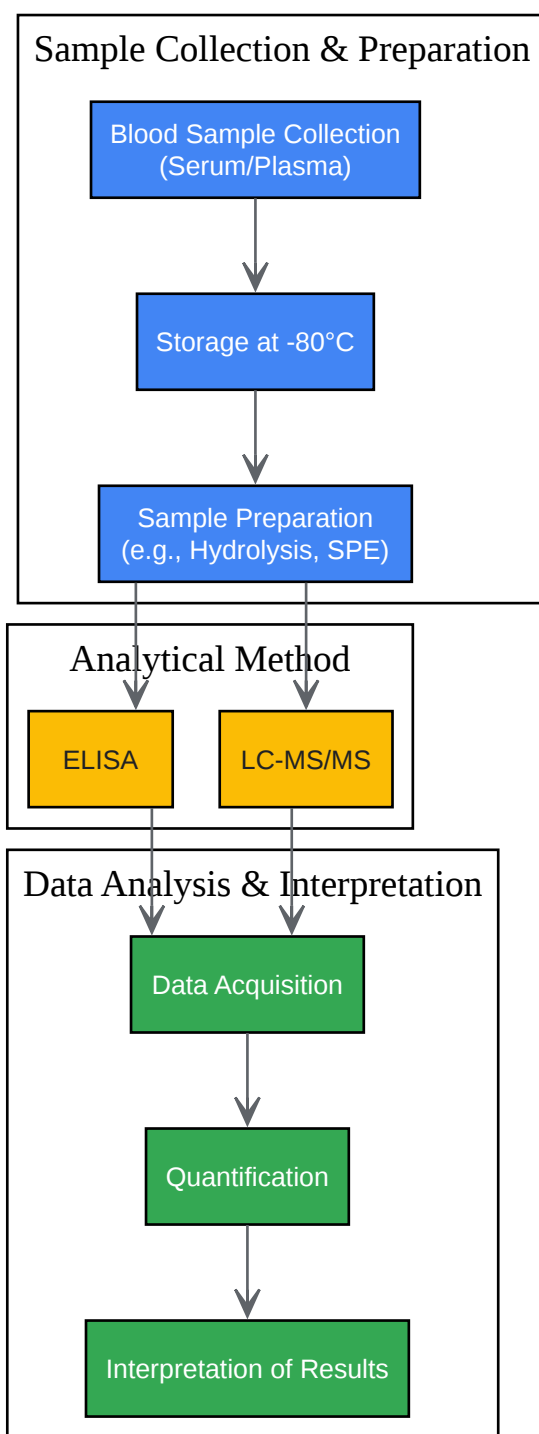 Sample Collection & Preparation
Blood Sample Collection
(Serum/Plasma)
Storage at -80°C
Sample Preparation
(e.g., Hydrolysis, SPE)
Analytical Method
ELISA
LC-MS/MS
Data Analysis & Interpretation
Data Acquisition
Quantification
Interpretation of Results